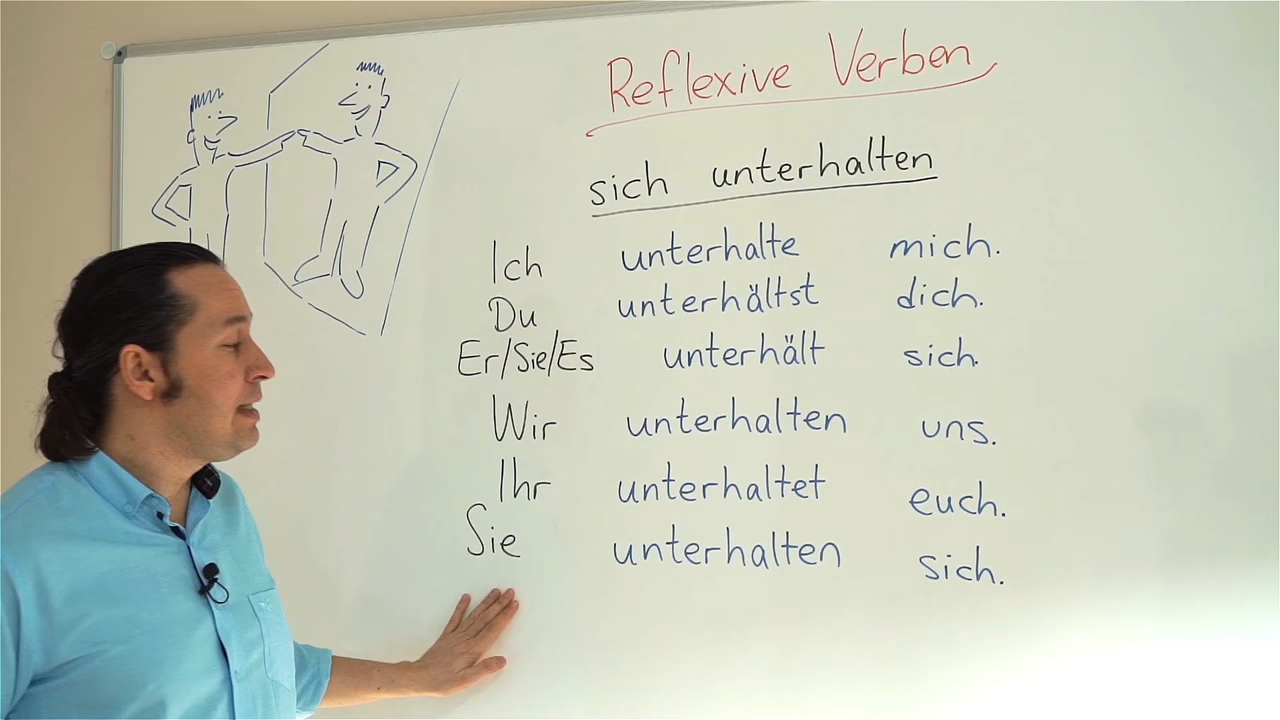 Reflexive Verben
sich unterhalten
Ich unterhalte mich.
Du unterhältst dich.
Er/Sie/Es unterhält sich.
Wir unterhalten uns.
Ihr unterhaltet euch.
Sie unterhalten sich.